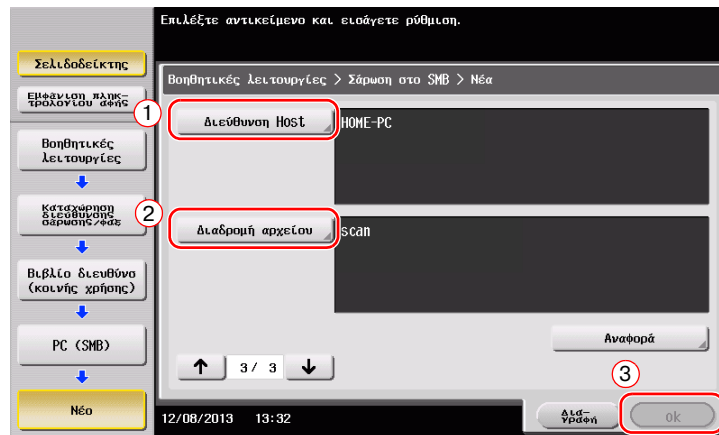 Επιλέξτε αντικείμενο και εισάγετε ρύθμιση.
Σελιδοδείκτης
Εμφάνιση πληκ-
τρολογίου αφής
Βοηθητικές
λειτουργίες
Καταχώρηση
διεύθυνσης
σάρωσης/φαξ
Βιβλίο διευθύνσ
(κοινής χρήσης)
PC (SMB)
Νέο
Βοηθητικές λειτουργίες > Σάρωση στο SMB > Νέα
1
Διεύθυνση Host
HOME-PC
2
Διαδρομή αρχείου
scan
Αναφορά
↑ 3/ 3 ↓
3
12/08/2013 13:32
Δια-
γραφή
ok